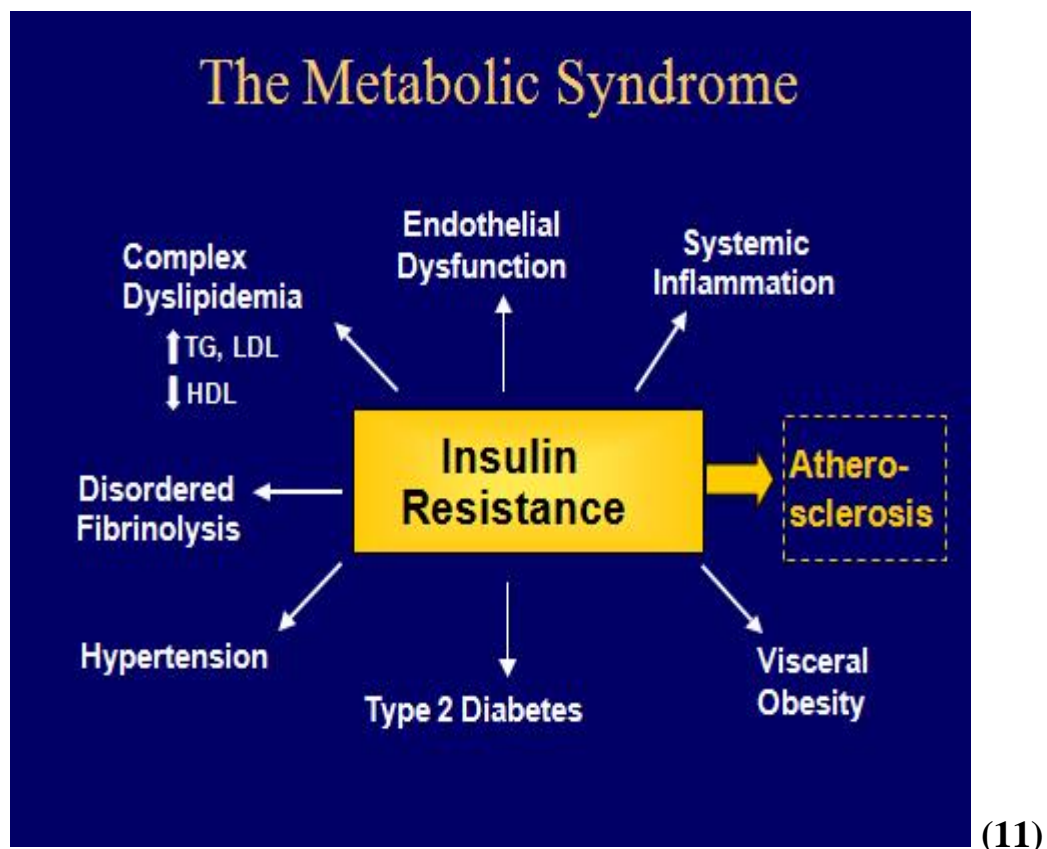 The Metabolic Syndrome
Endothelial
Dysfunction
Systemic
Inflammation
Complex
Dyslipidemia
TG, LDL
HDL
Insulin
Resistance
Athero-
sclerosis
Disordered
Fibrinolysis
Hypertension
Type 2 Diabetes
Visceral
Obesity
(11)